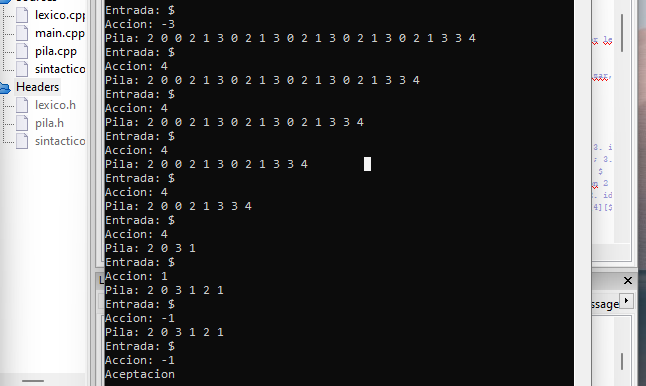 lexico.cpp
main.cpp
pila.cpp
sintactico
Headers
lexico.h
pila.h
sintactico
Entrada: $
Accion: -3
Pila: 2 0 0 2 1 3 0 2 1 3 0 2 1 3 0 2 1 3 0 2 1 3 3 4
Entrada: $
Accion: 4
Pila: 2 0 0 2 1 3 0 2 1 3 0 2 1 3 0 2 1 3 3 4
Entrada: $
Accion: 4
Pila: 2 0 0 2 1 3 0 2 1 3 0 2 1 3 3 4
Entrada: $
Accion: 4
Pila: 2 0 0 2 1 3 0 2 1 3 3 4
Entrada: $
Accion: 4
Pila: 2 0 0 2 1 3 3 4
Entrada: $
Accion: 4
Pila: 2 0 3 1
Entrada: $
Accion: 1
Pila: 2 0 3 1 2 1
Entrada: $
Accion: -1
Pila: 2 0 3 1 2 1
Entrada: $
Accion: -1
Aceptacion
ssage